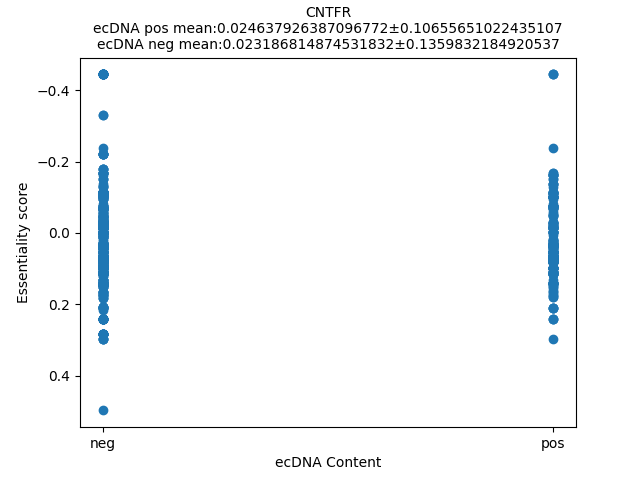 CNTFR
ecDNA pos mean:0.024637926387096772±0.10655651022435107
ecDNA neg mean:0.023186814874531832±0.1359832184920537
−0.4
−0.2
0.0
0.2
0.4
Essentiality score
neg
pos
ecDNA Content